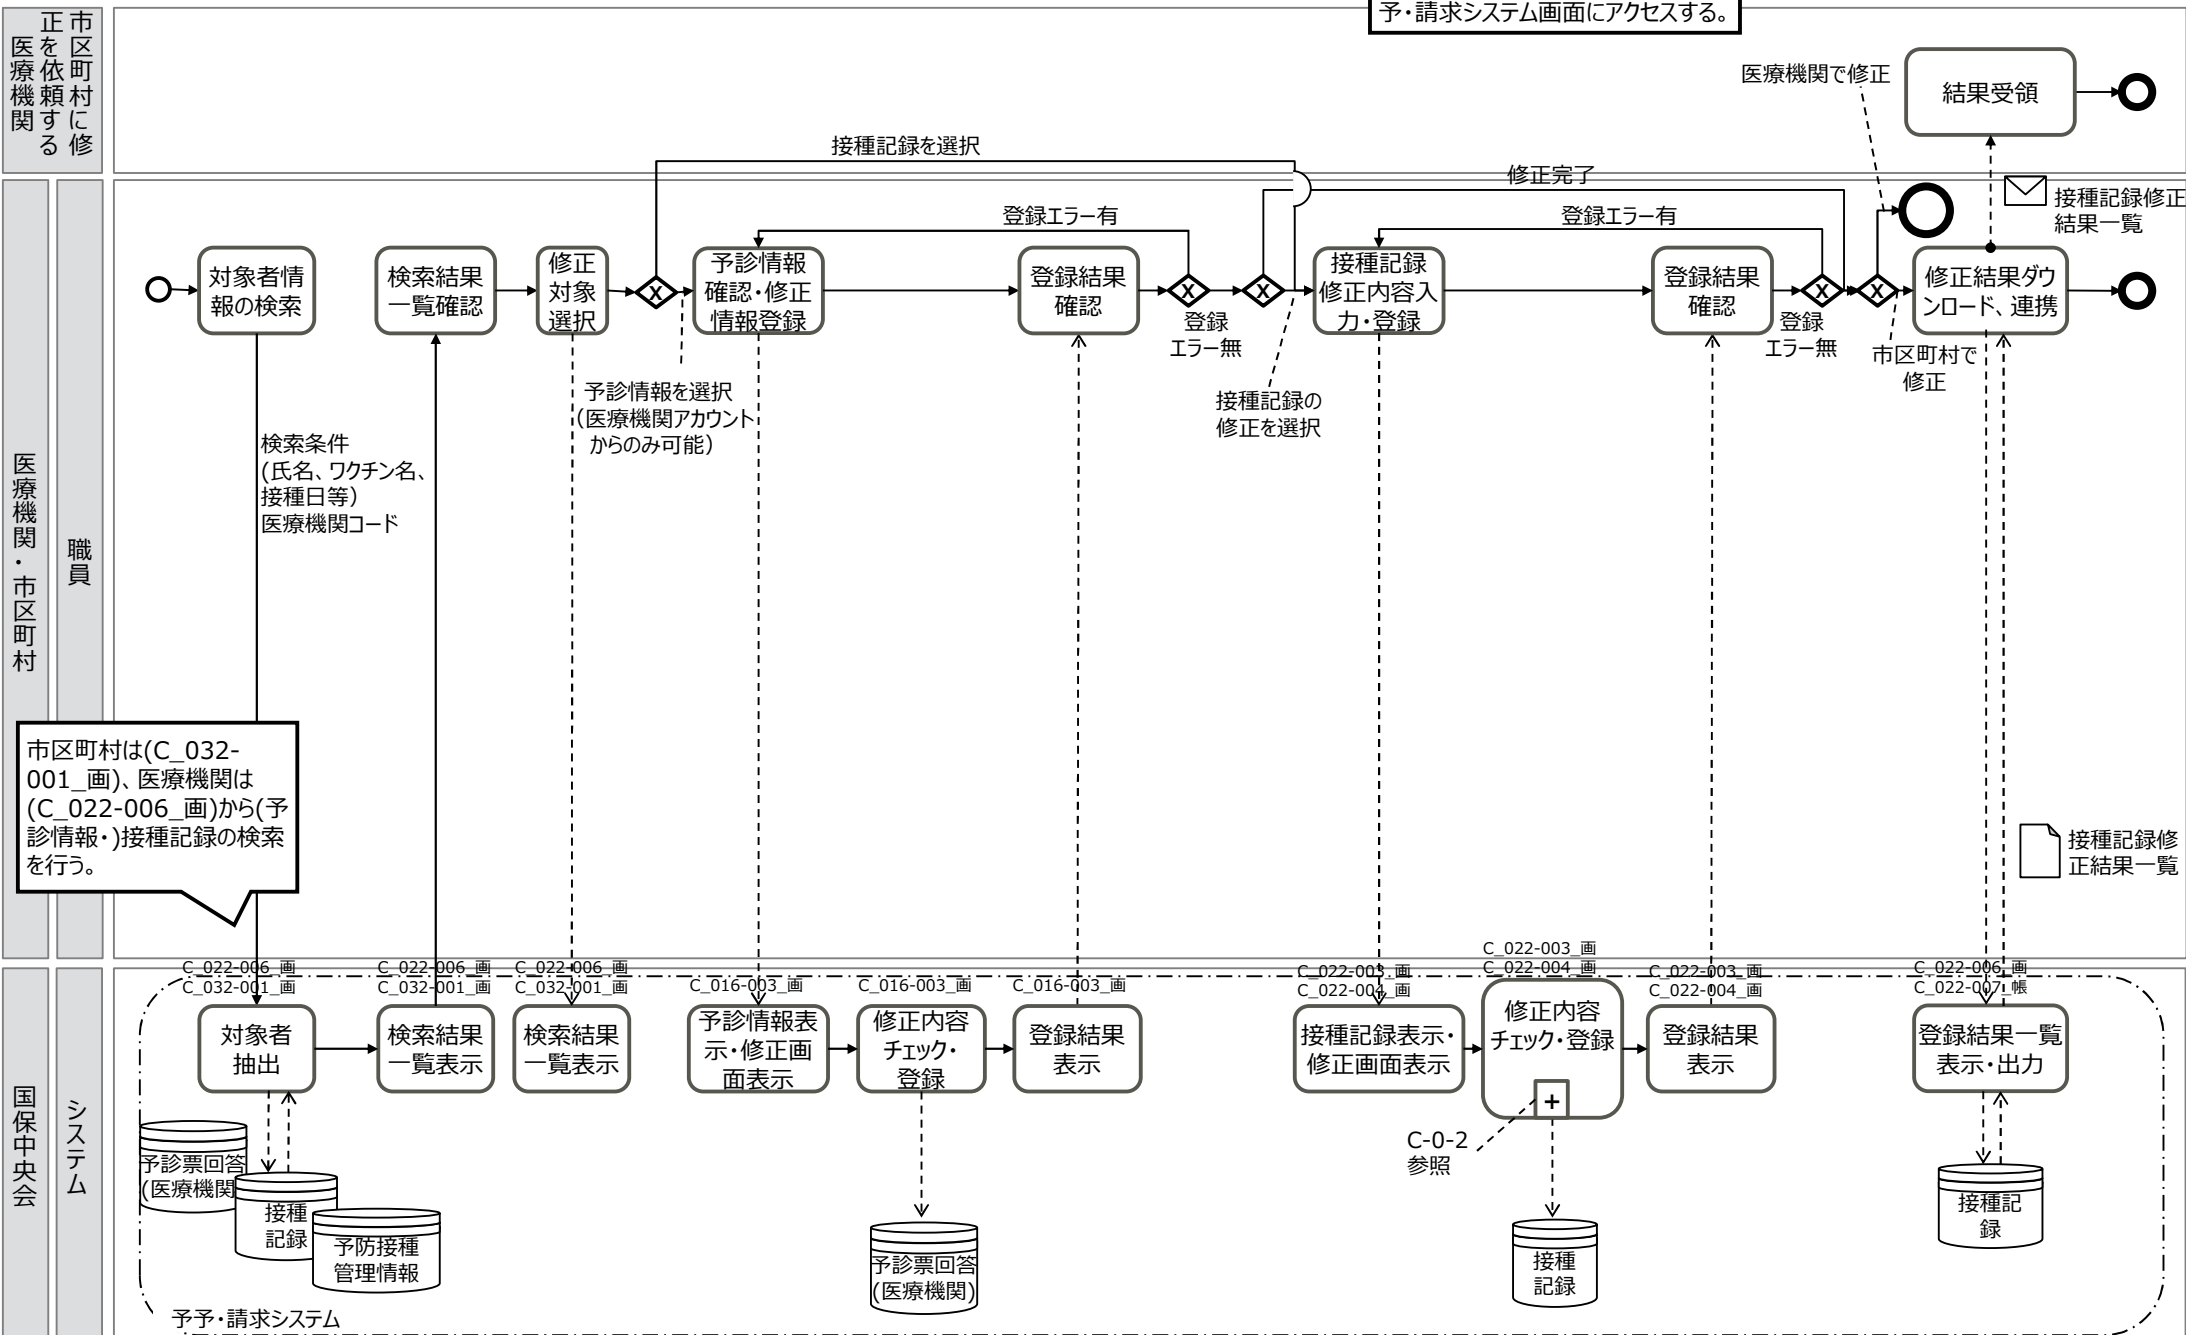 予・請求システム画面にアクセスする。
市区町村に修
正を依頼する
医療機関
医療機関で修正
結果受領
接種記録を選択
修正完了
接種記録修正
結果一覧
登録エラー有
登録エラー有
医療機関・市区町村
職員
対象者情
報の検索
検索結果
一覧確認
修正
対象
選択
X
予診情報
確認・修正
情報登録
登録結果
確認
X
X
接種記録
修正内容入
力・登録
登録結果
確認
X
X
修正結果ダウ
ンロード、連携
登録
エラー無
登録
エラー無
市区町村で
修正
予診情報を選択
(医療機関アカウント
からのみ可能)
接種記録の
修正を選択
検索条件
(氏名、ワクチン名、
接種日等)
医療機関コード
市区町村は(C_032-
001_画)、医療機関は
(C_022-006_画)から(予
診情報・)接種記録の検索
を行う。
接種記録修
正結果一覧
国保中央会
システム
C_022-006_画
C_032-001_画
C_022-006_画
C_032-001_画
C_022-006_画
C_032-001_画
C_016-003_画
C_016-003_画
C_016-003_画
C_022-003_画
C_022-004_画
C_022-003_画
C_022-004_画
C_022-003_画
C_022-004_画
C_022-006_画
C_022-007_帳
対象者
抽出
検索結果
一覧表示
検索結果
一覧表示
予診情報表
示・修正画
面表示
修正内容
チェック・
登録
登録結果
表示
接種記録表示・
修正画面表示
修正内容
チェック・登録
+
登録結果
表示
登録結果一覧
表示・出力
C-0-2
参照
予診票回答
(医療機関
接種
記録
予防接種
管理情報
予診票回答
(医療機関)
接種
記録
接種記
録
予予・請求システム